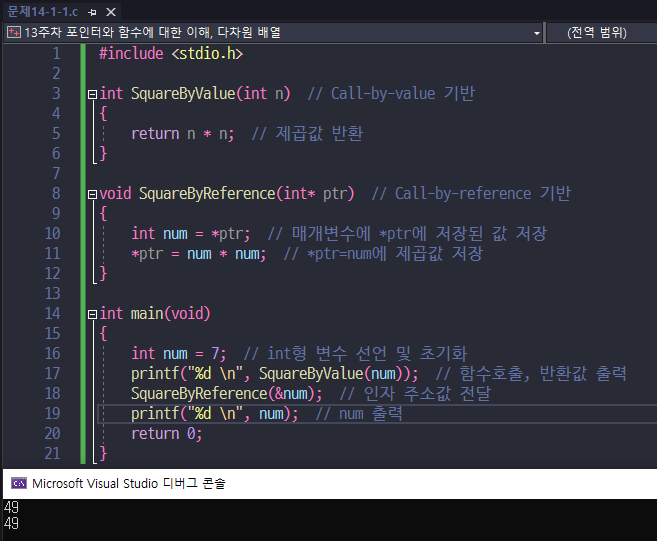 문제14-1-1.c
13주차 포인터와 함수에 대한 이해, 다차원 배열 (전역 범위)
1 #include <stdio.h>
2
3 int SquareByValue(int n)  // Call-by-value 기반
4 {
5     return n * n;  // 제곱값 반환
6 }
7
8 void SquareByReference(int* ptr)  // Call-by-reference 기반
9 {
10     int num = *ptr;  // 매개변수에 *ptr에 저장된 값 저장
11     *ptr = num * num;  // *ptr=num에 제곱값 저장
12 }
13
14 int main(void)
15 {
16     int num = 7;  // int형 변수 선언 및 초기화
17     printf("%d \n", SquareByValue(num));  // 함수호출, 반환값 출력
18     SquareByReference(&num);  // 인자 주소값 전달
19     printf("%d \n", num);  // num 출력
20     return 0;
21 }
C:\ Microsoft Visual Studio 디버그 콘솔
49
49